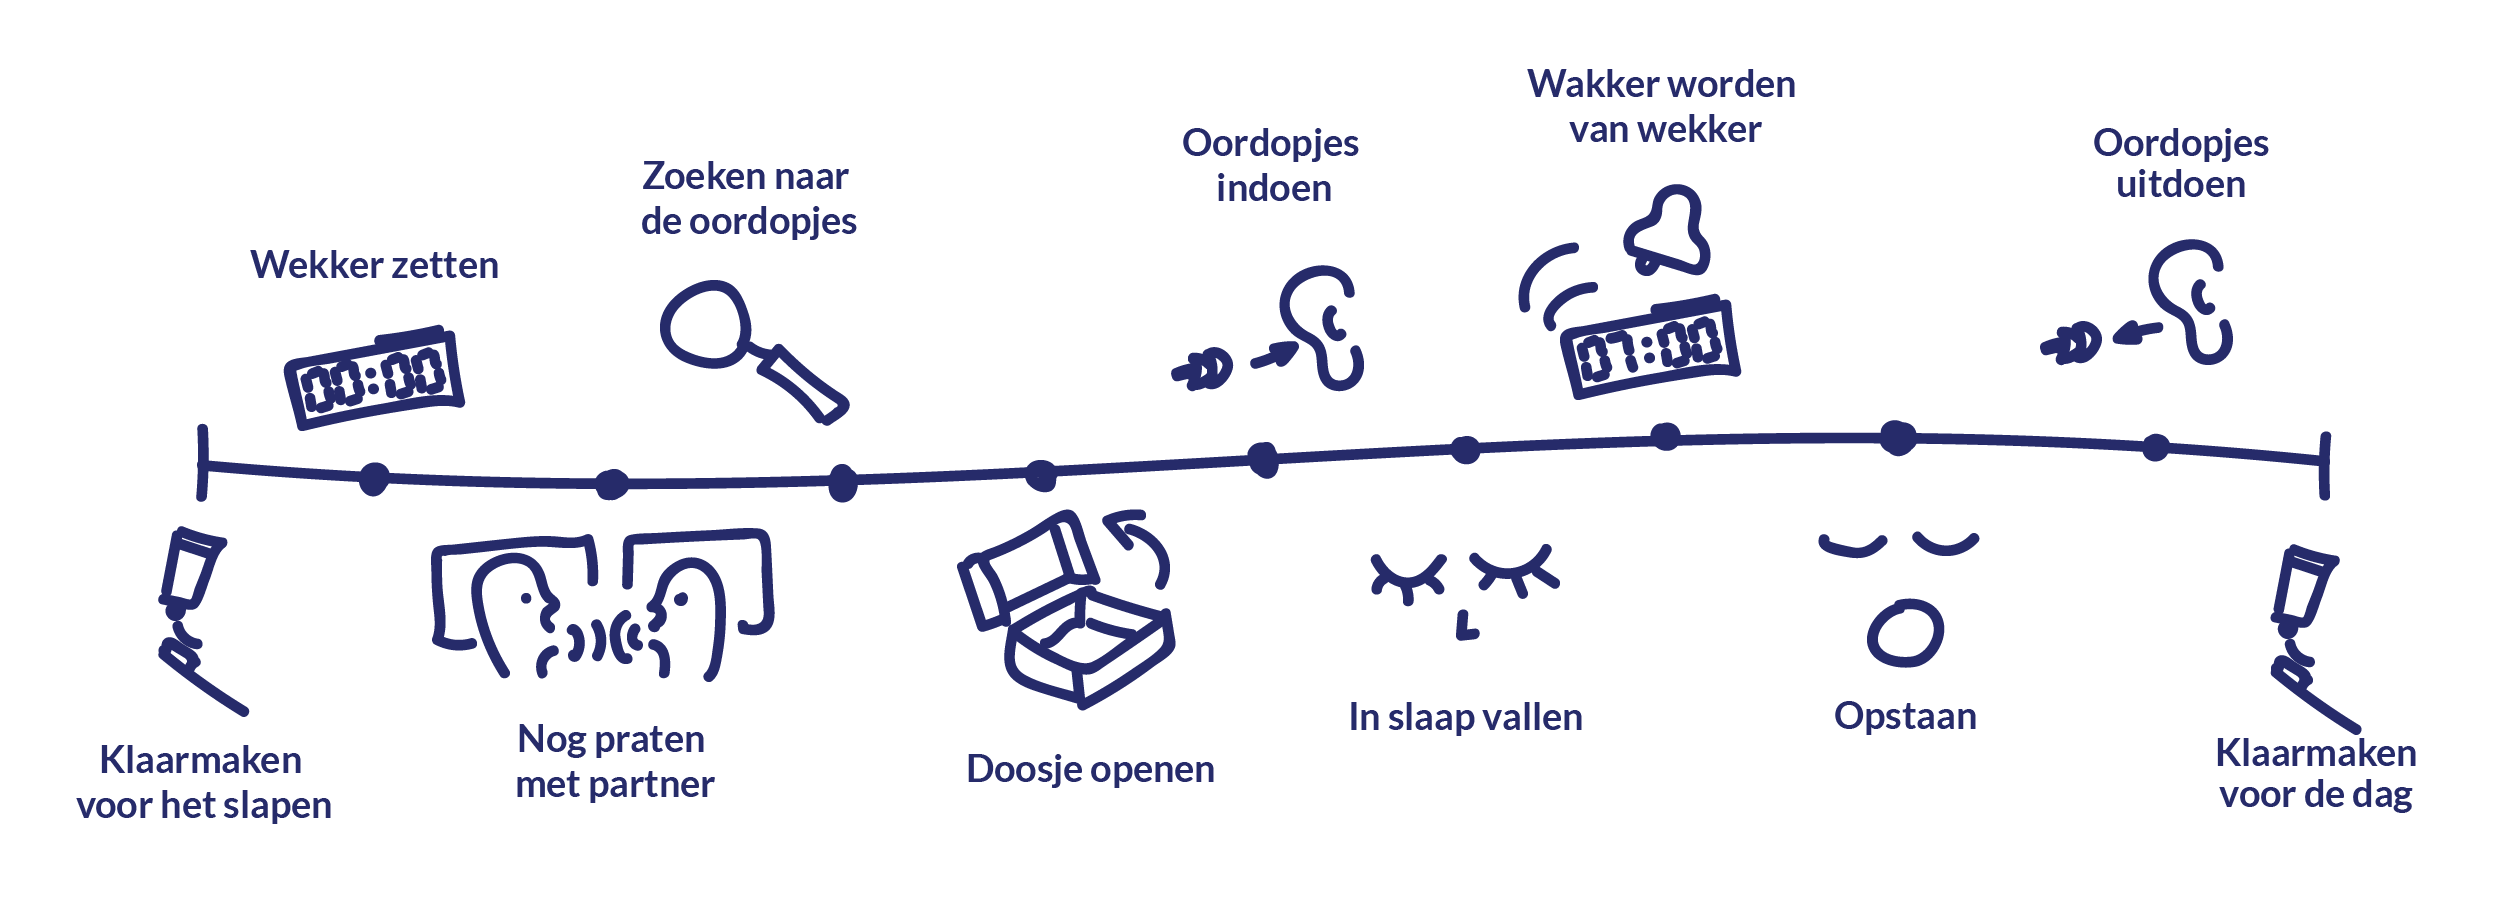 Klaarmaken
voor het slapen
Wekker zetten
00:00
Nog praten
met partner
Zoeken naar
de oordopjes
Doosje openen
Oordopjes
indoen
In slaap vallen
Wakker worden
van wekker
07:00
Opstaan
Oordopjes
uitdoen
Klaarmaken
voor de dag